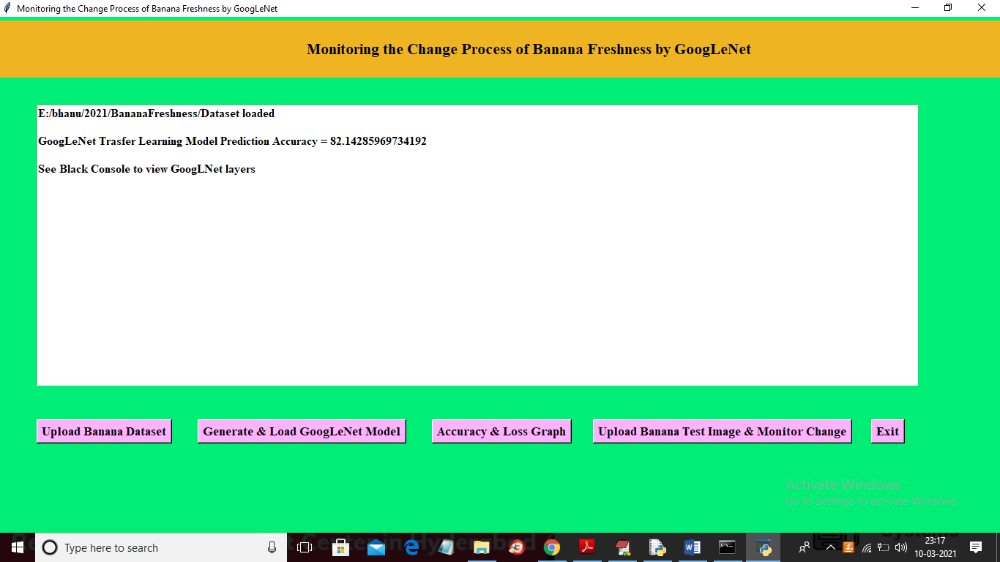 Monitoring the Change Process of Banana Freshness by GoogLeNet
Monitoring the Change Process of Banana Freshness by GoogLeNet
E:/bhanu/2021/BananaFreshness/Dataset loaded
GoogLeNet Trasfer Learning Model Prediction Accuracy = 82.14285969734192
See Black Console to view GoogLNet layers
Upload Banana Dataset
Generate & Load GoogLeNet Model
Accuracy & Loss Graph
Upload Banana Test Image & Monitor Change
Exit
Activate Windows
Go to Settings to activate Windows.
Type here to search
23:17
10-03-2021